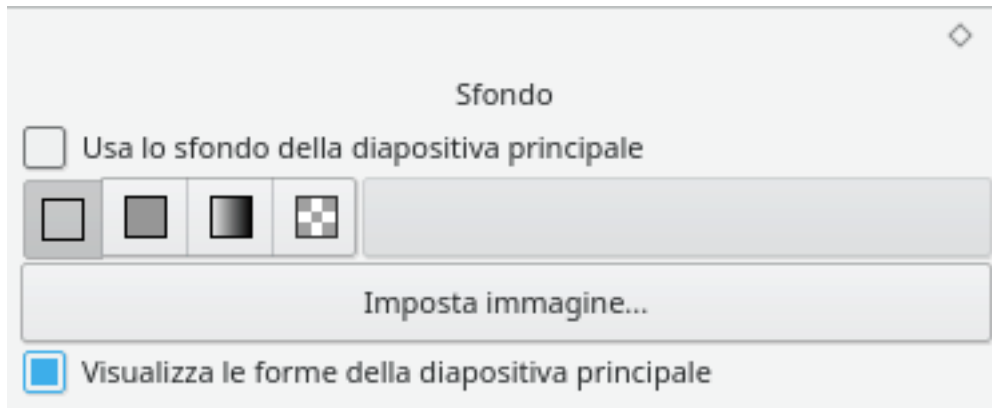 Sfondo
Usa lo sfondo della diapositiva principale
Imposta immagine...
Visualizza le forme della diapositiva principale